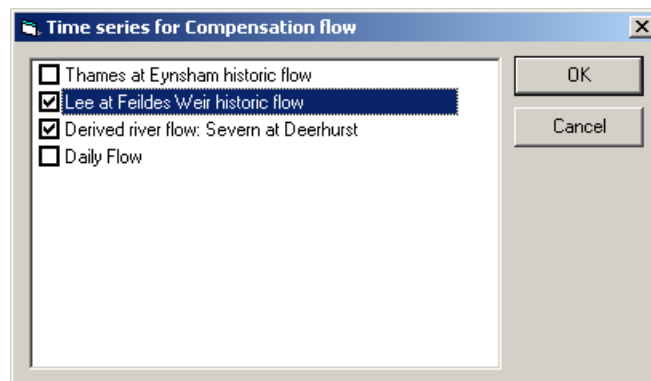 Time series for Compensation flow
Thames at Eynsham historic flow
Lee at Feildes Weir historic flow
Derived river flow: Severn at Deerhurst
Daily Flow
OK
Cancel